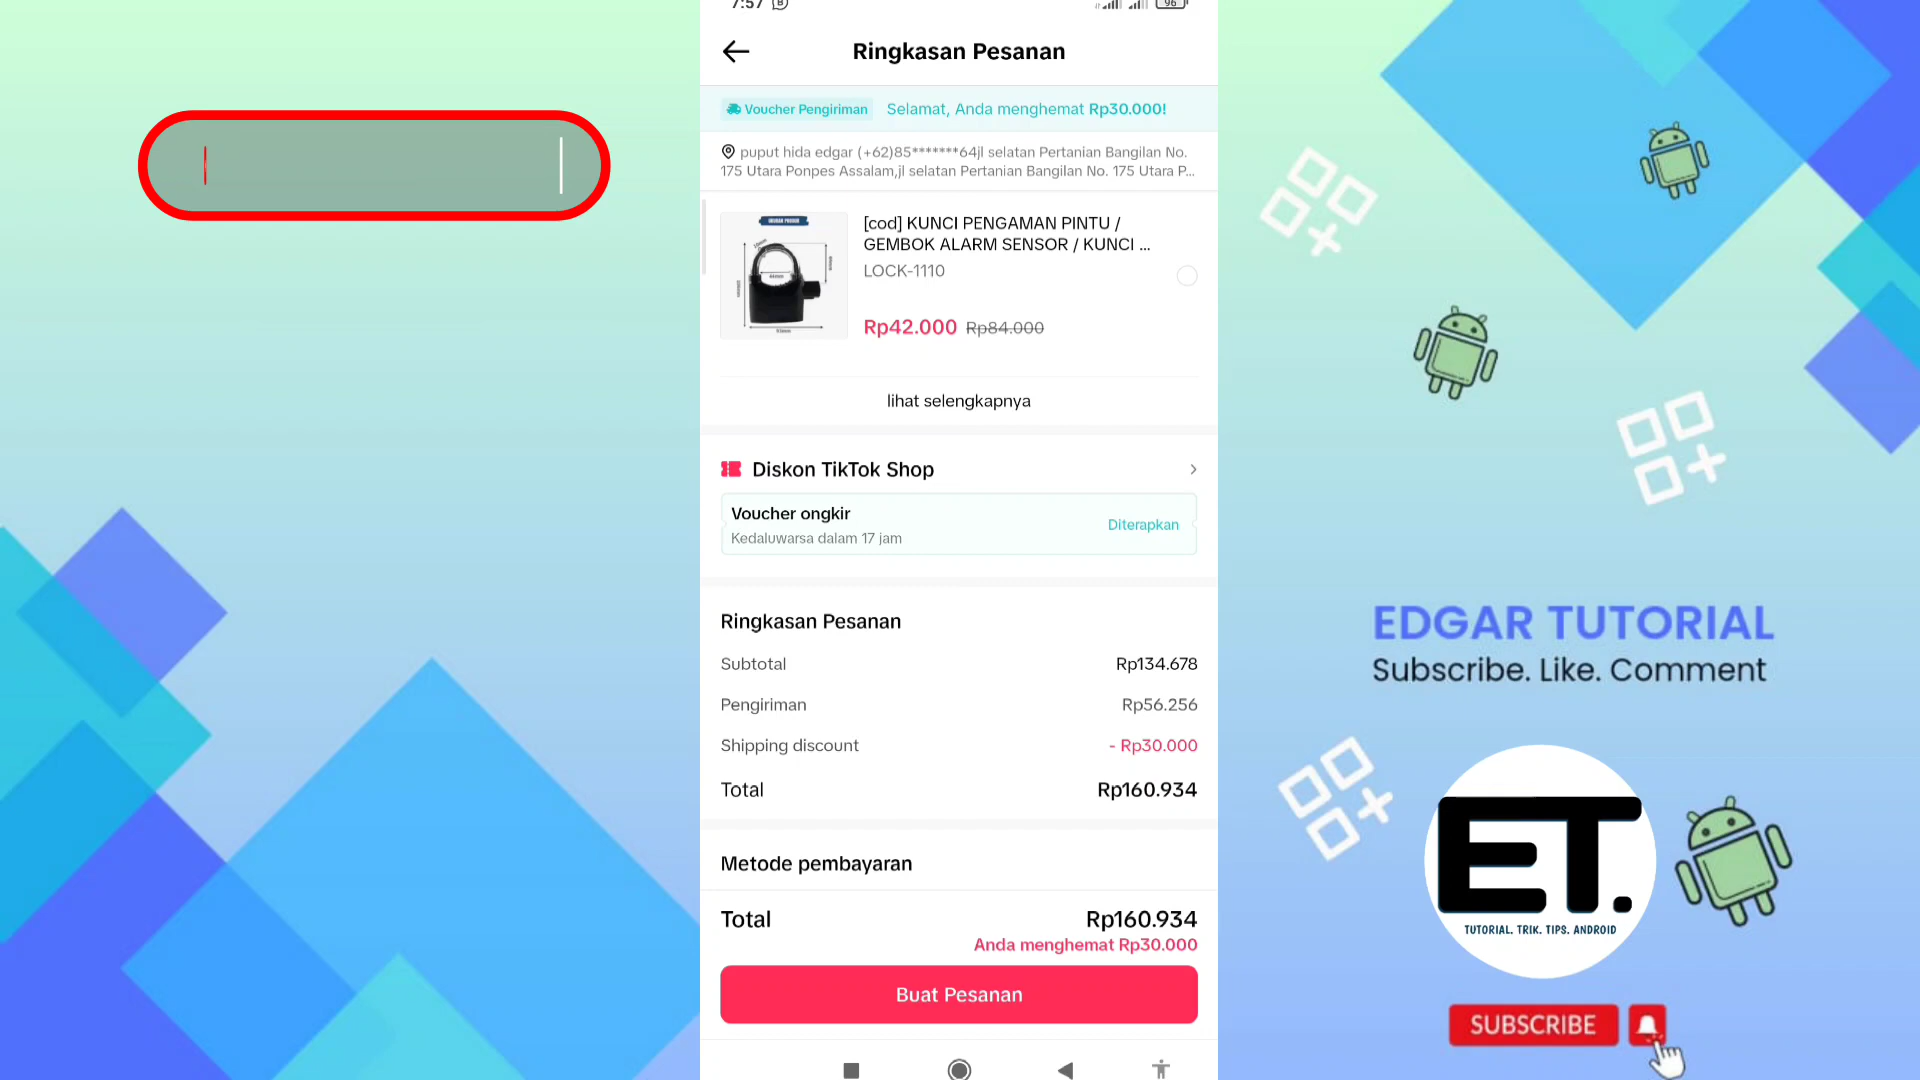 7:57
96
Ringkasan Pesanan
Voucher Pengiriman Selamat, Anda menghemat Rp30.000!
puput hida edgar (+62)85*******64jl selatan Pertanian Bangilan No.
175 Utara Ponpes Assalam,jl selatan Pertanian Bangilan No. 175 Utara P...
[cod] KUNCI PENGAMAN PINTU /
GEMBOK ALARM SENSOR / KUNCI ...
LOCK-1110
Rp42.000 Rp84.000
lihat selengkapnya
Diskon TikTok Shop
Voucher ongkir
Kedaluwarsa dalam 17 jam
Diterapkan
Ringkasan Pesanan
Subtotal Rp134.678
Pengiriman Rp56.256
Shipping discount - Rp30.000
Total Rp160.934
Metode pembayaran
Total Rp160.934
Anda menghemat Rp30.000
Buat Pesanan
EDGAR TUTORIAL
Subscribe. Like. Comment
ET.
TUTORIAL. TRIK. TIPS. ANDROID
SUBSCRIBE